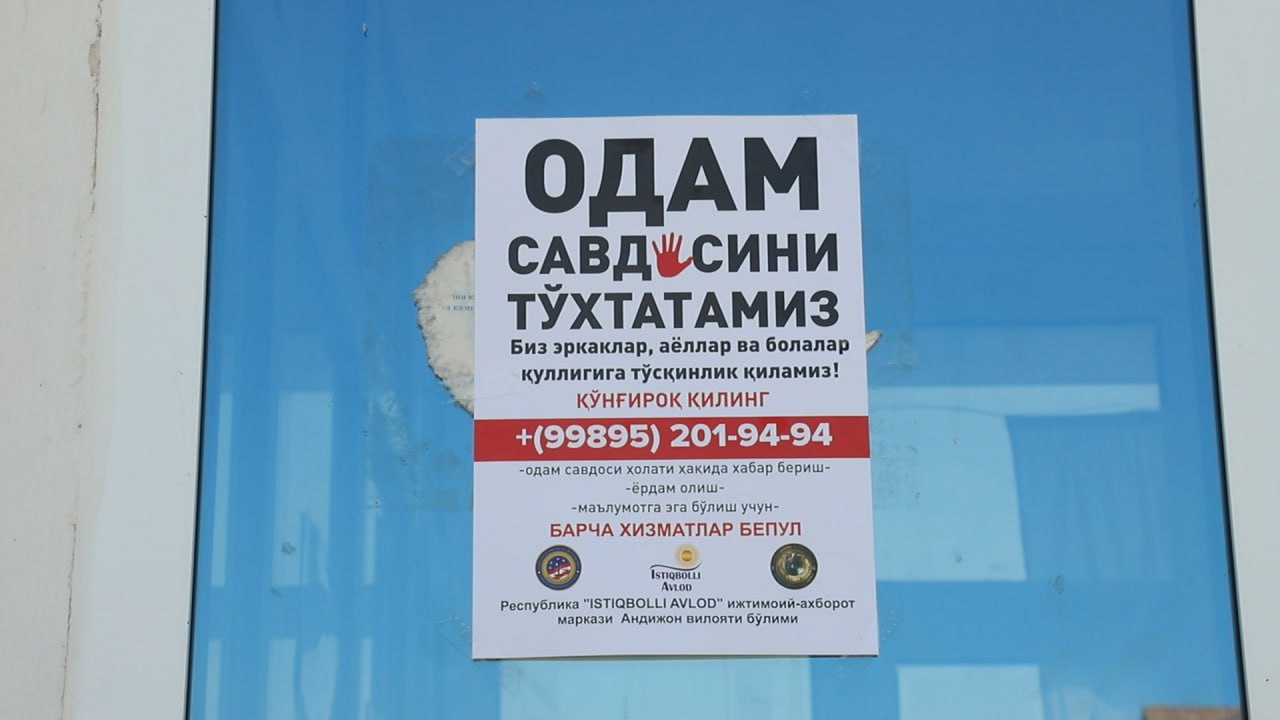 ОДАМ
САВДОСИНИ
ТЎХТАТАМИЗ
Биз эркаклар, аёллар ва болалар
қуллигига тўсқинлик қиламиз!
ҚЎНҒИРОҚ ҚИЛИНГ
+(99895) 201-94-94
-одам савдоси ҳолати хакида хабар бериш-
-ёрдам олиш-
-маълумотга эга бўлиш учун-
БАРЧА ХИЗМАТЛАР БЕПУЛ
ISTIQBOLLI
AVLOD
Республика "ISTIQBOLLI AVLOD" ижтимоий-ахборот
маркази Андижон вилояти бўлими